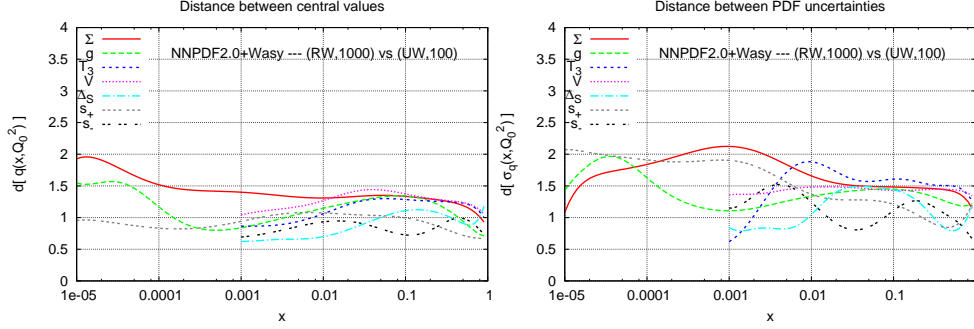 Distance between central values
4
3.5
3
2.5
2
1.5
1
0.5
0
d[ q(x,Q₀²) ]
Σ
g
T₃
V
Δ_S
s₊
s₋
NNPDF2.0+Wasy --- (RW,1000) vs (UW,100)
1e-05
0.0001
0.001
0.01
0.1
1
x
Distance between PDF uncertainties
4
3.5
3
2.5
2
1.5
1
0.5
0
d[ σ_q(x,Q₀²) ]
Σ
g
T₃
V
Δ_S
s₊
s₋
NNPDF2.0+Wasy --- (RW,1000) vs (UW,100)
1e-05
0.0001
0.001
0.01
0.1
x